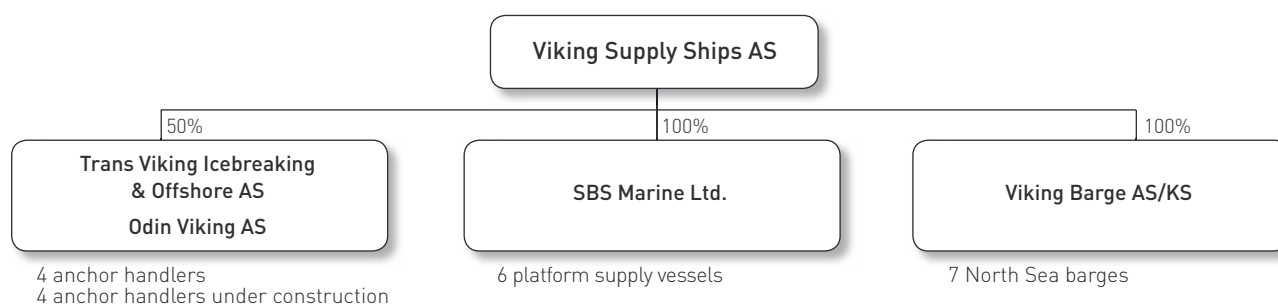 Viking Supply Ships AS
50%
100%
100%
Trans Viking Icebreaking
& Offshore AS
Odin Viking AS
SBS Marine Ltd.
Viking Barge AS/KS
4 anchor handlers
4 anchor handlers under construction
6 platform supply vessels
7 North Sea barges